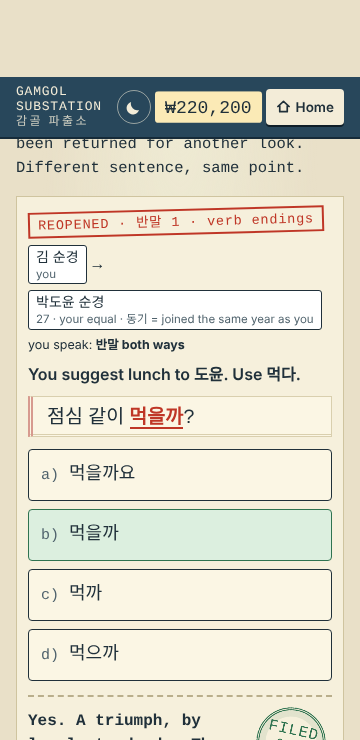 GAMGOL
SUBSTATION
감골 파출소
₩220,200
Home
been returned for another look.
Different sentence, same point.
REOPENED · 반말 1 · verb endings
김 순경
you
→
박도윤 순경
27 · your equal · 동기 = joined the same year as you
you speak: 반말 both ways
You suggest lunch to 도윤. Use 먹다.
점심 같이 먹을까?
a) 먹을까요
b) 먹을까
c) 먹까
d) 먹으까
Yes. A triumph, by
FILED